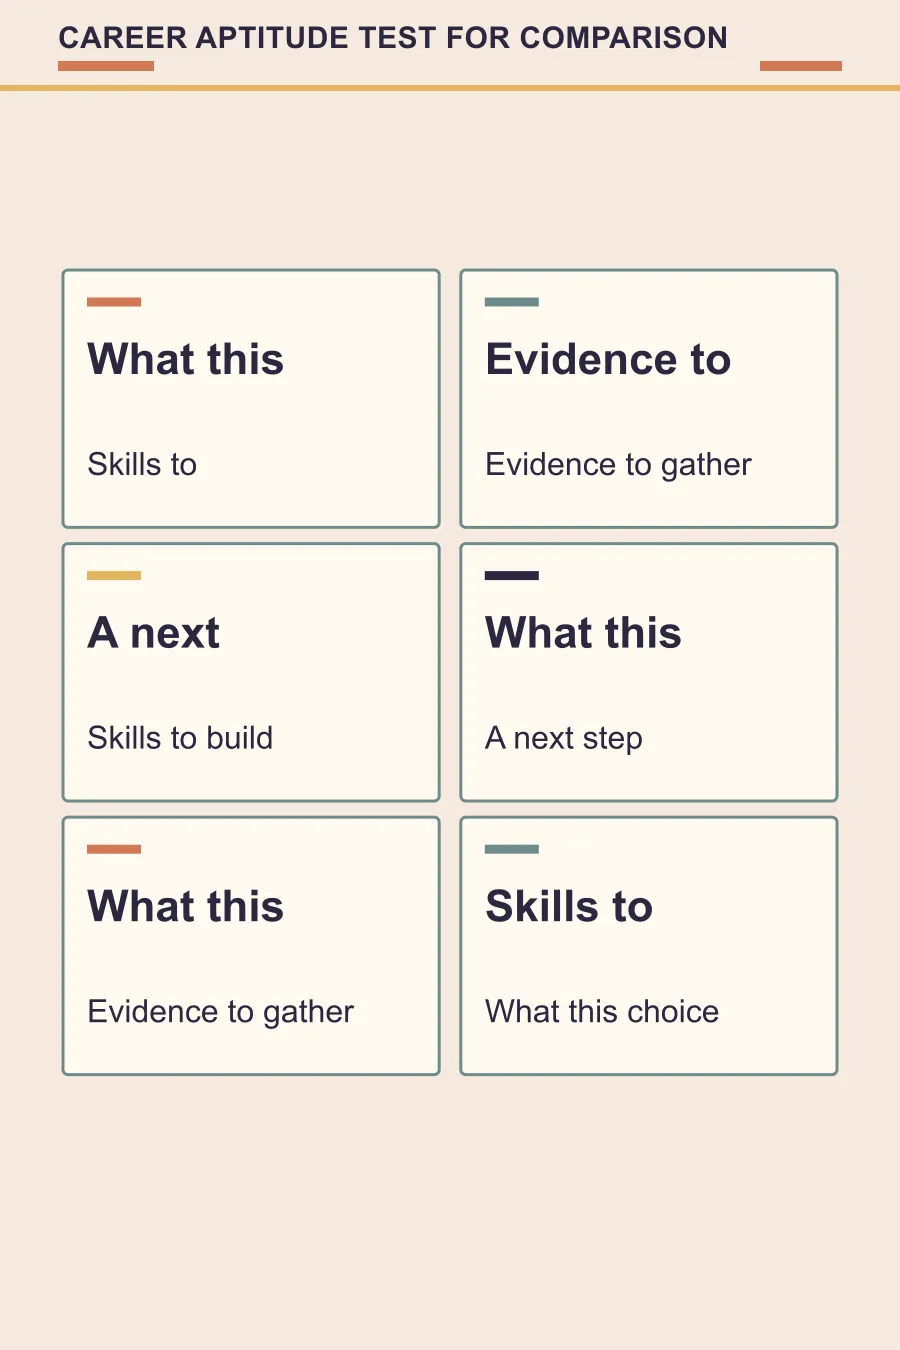 CAREER APTITUDE TEST FOR COMPARISON
What this
Skills to
Evidence to
Evidence to gather
A next
Skills to build
What this
A next step
What this
Evidence to gather
Skills to
What this choice